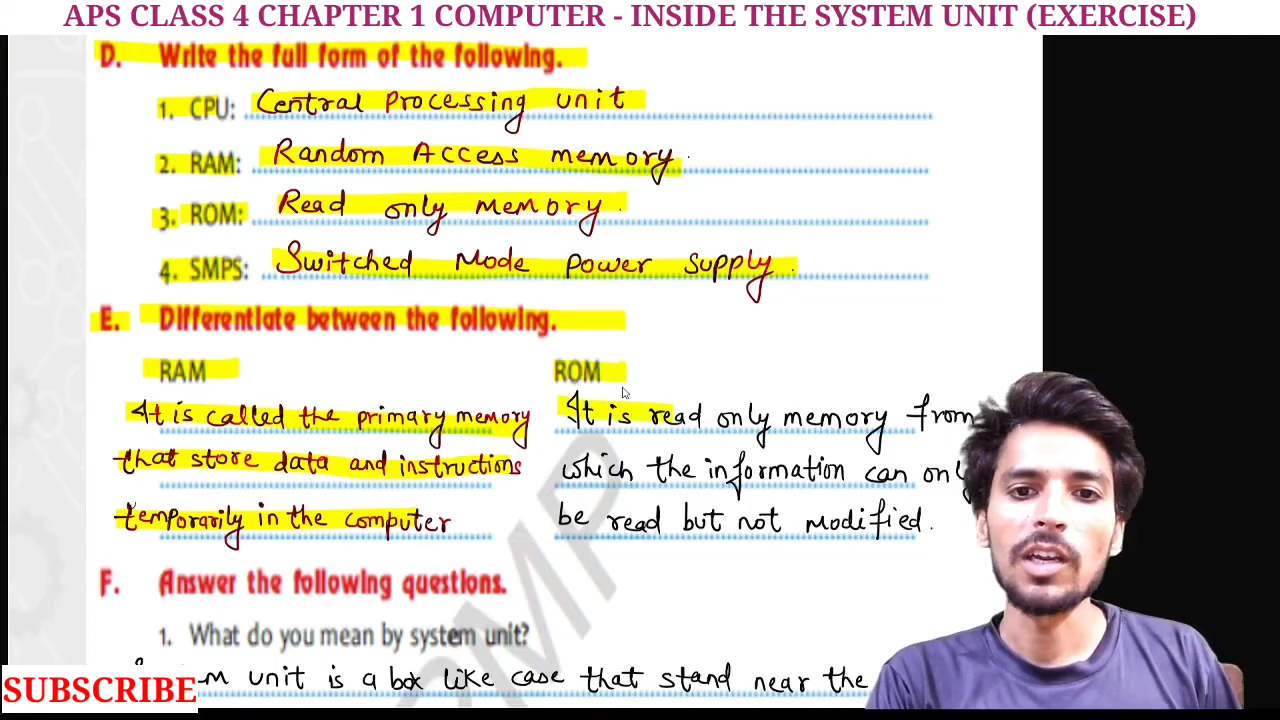 APS CLASS 4 CHAPTER 1 COMPUTER - INSIDE THE SYSTEM UNIT (EXERCISE)
D. Write the full form of the following.
1. CPU: Central Processing unit
2. RAM: Random Access memory.
3. ROM: Read only memory.
4. SMPS: Switched Mode Power Supply.
E. Differentiate between the following.
RAM ROM
It is called the primary memory It is read only memory from
that store data and instructions which the information can only
temporarily in the computer be read but not modified.
F. Answer the following questions.
1. What do you mean by system unit?
unit is a box like case that stand near the
SUBSCRIBE